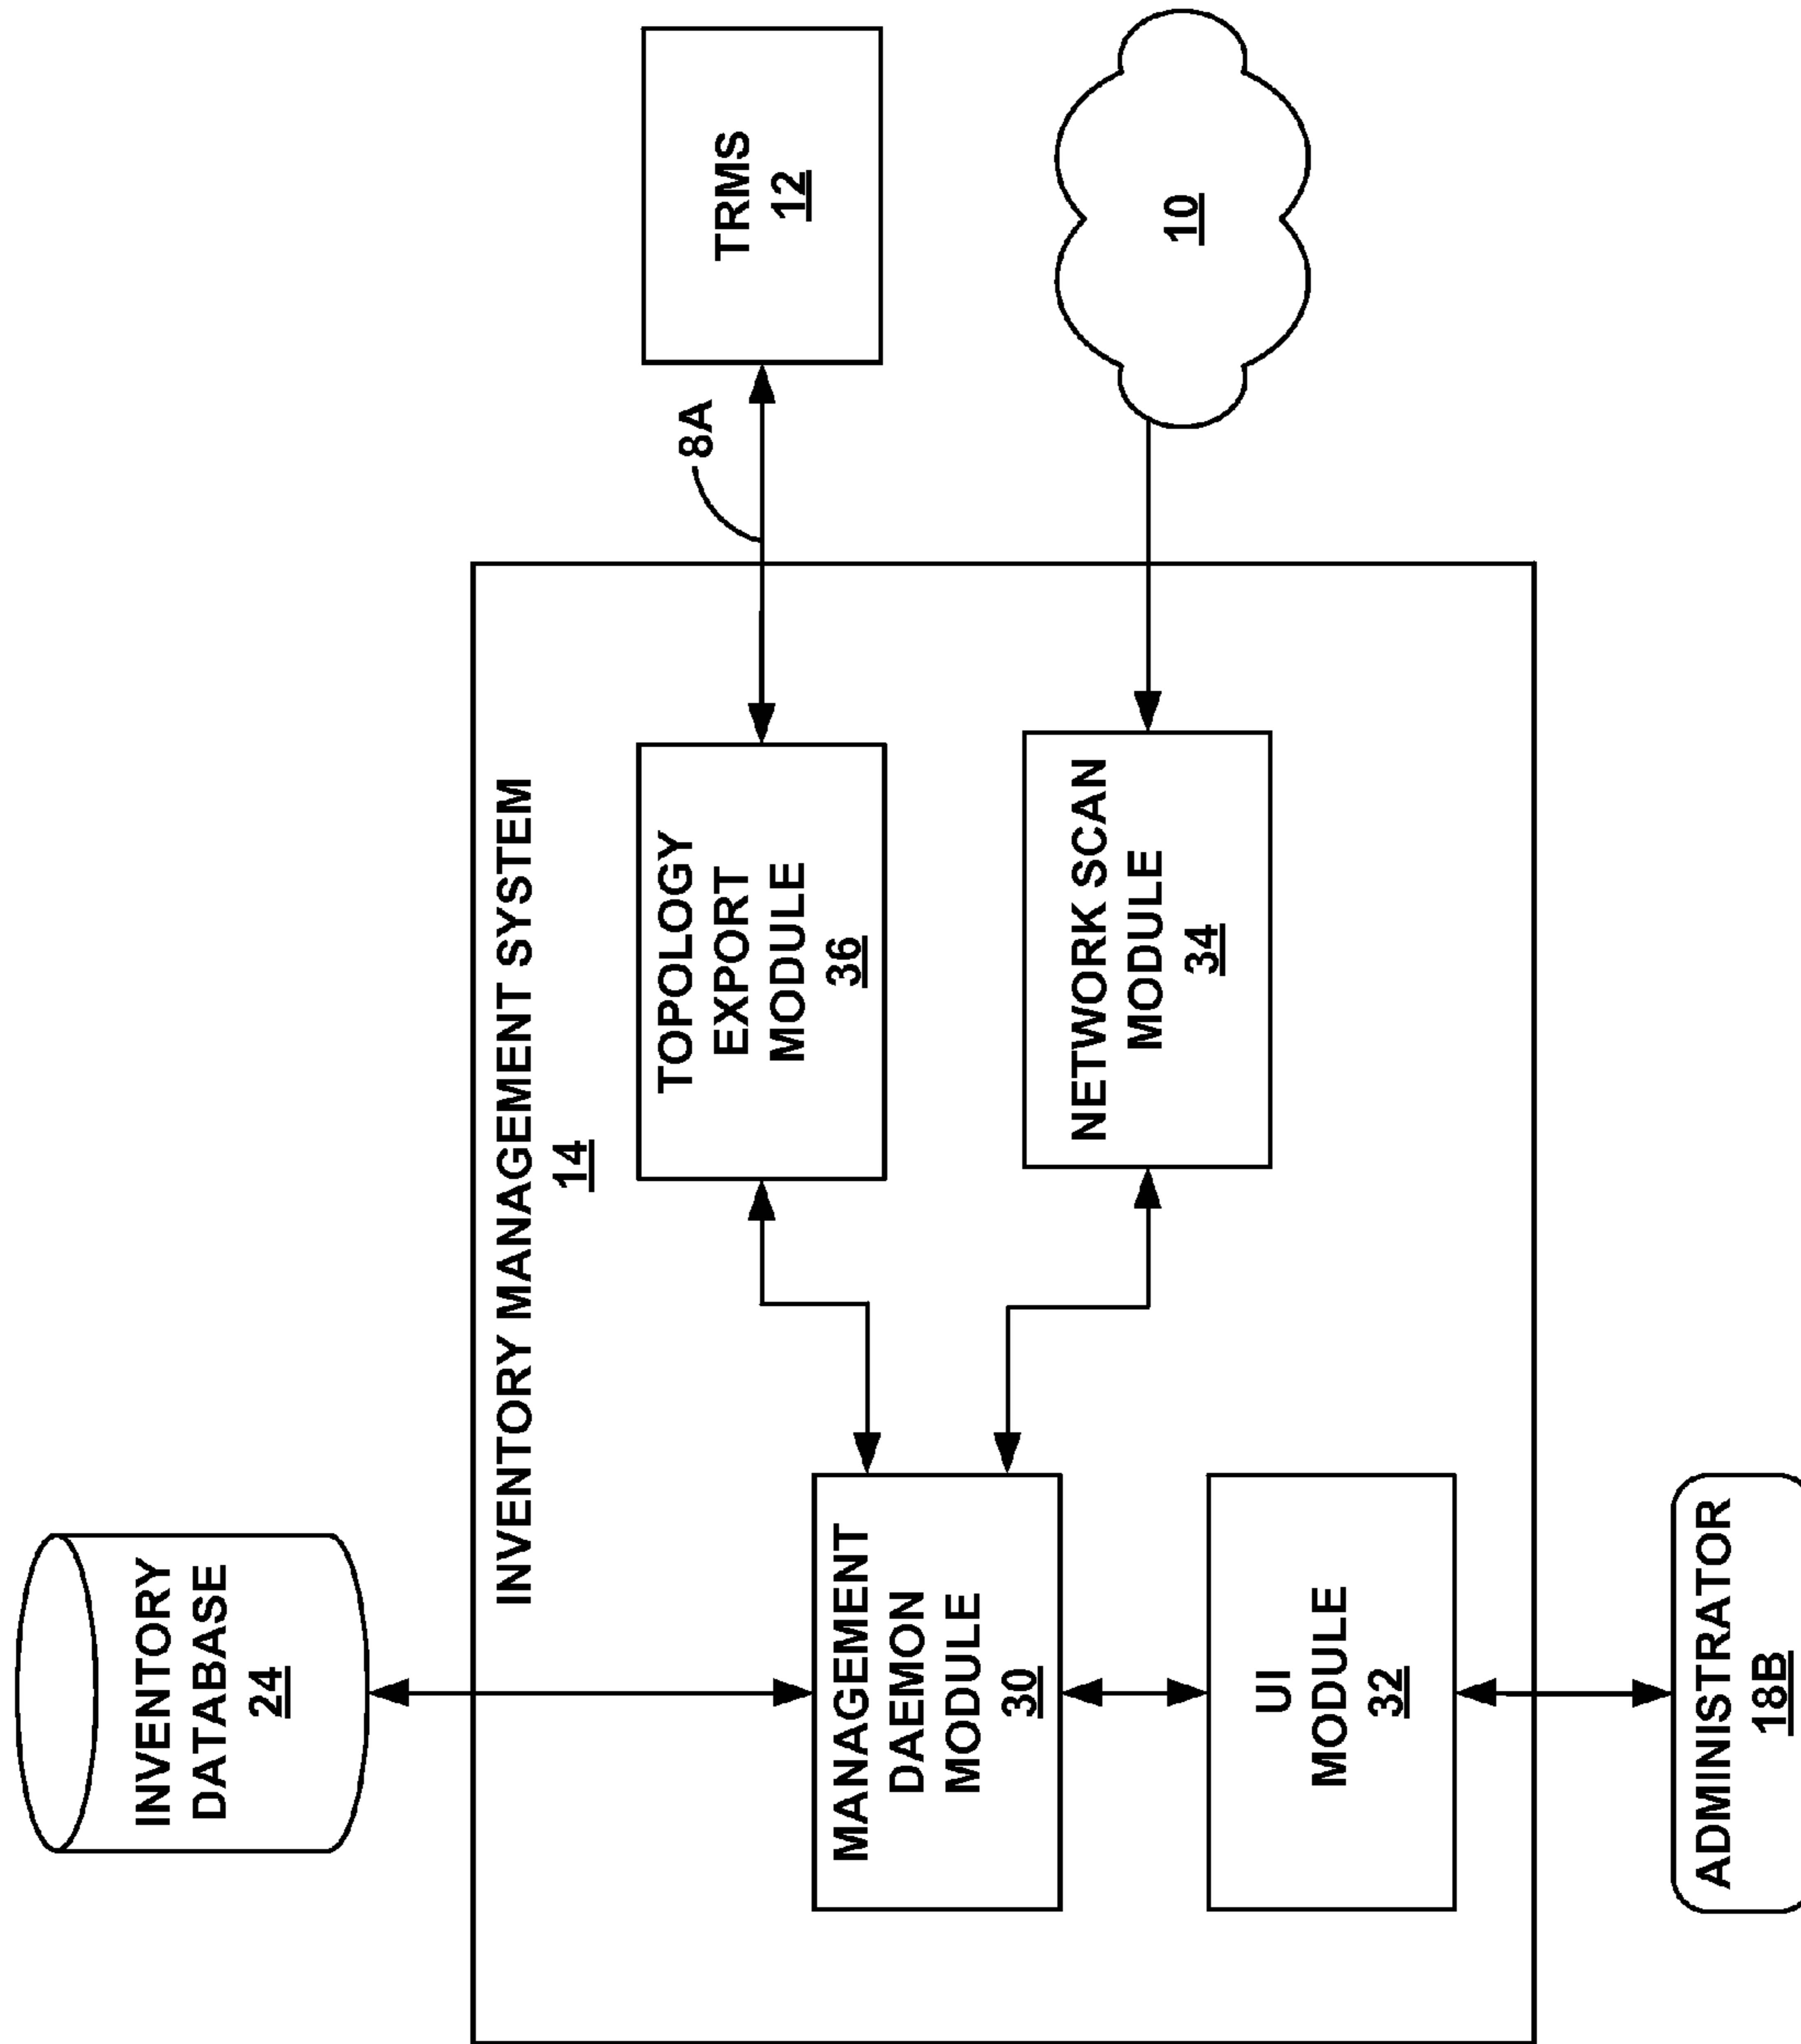 INVENTORY
DATABASE
24
INVENTORY MANAGEMENT SYSTEM
14
MANAGEMENT
DAEMON
MODULE
30
UI
MODULE
32
ADMINISTRATOR
18B
TOPOLOGY
EXPORT
MODULE
36
NETWORK SCAN
MODULE
34
8A
TRMS
12
10